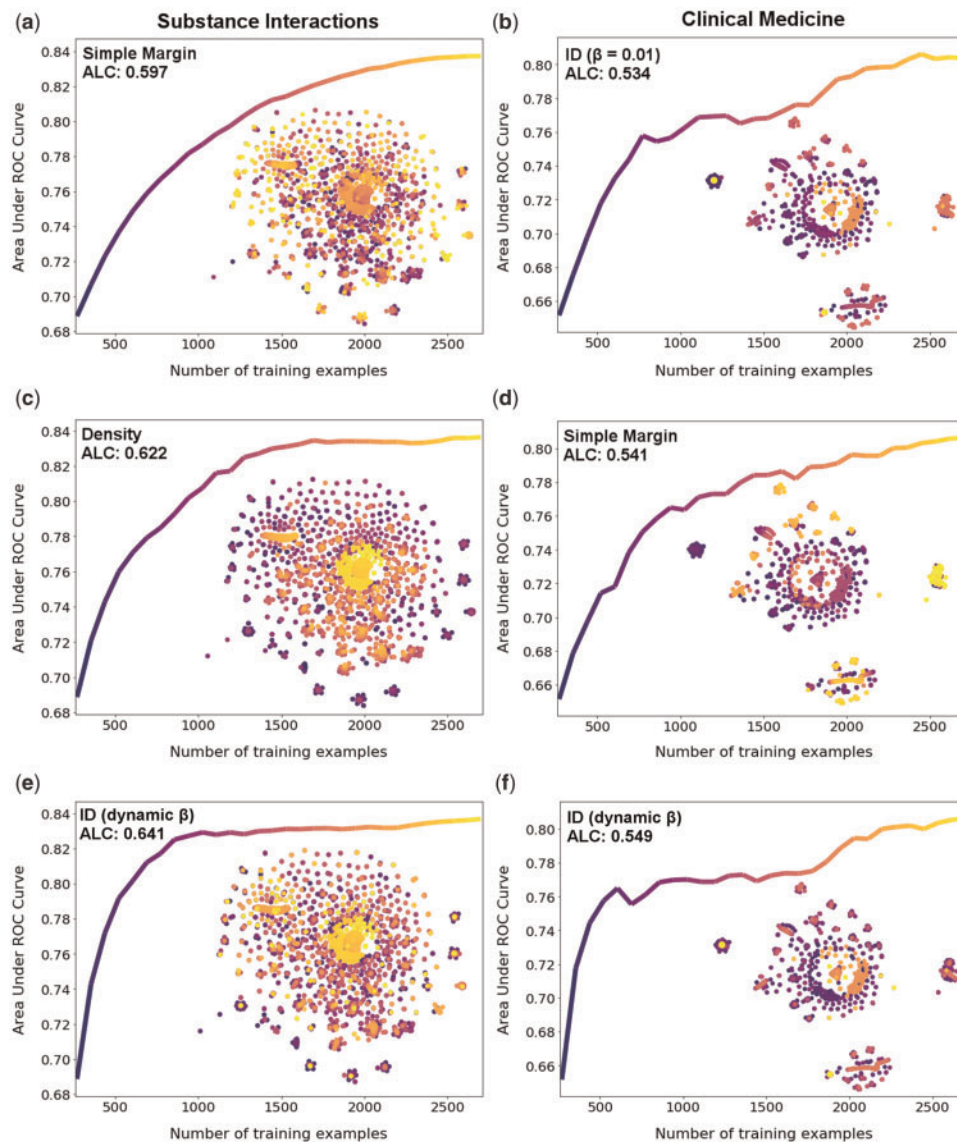 Substance Interactions
Clinical Medicine
(a)
Simple Margin
ALC: 0.597
Area Under ROC Curve
0.84
0.82
0.80
0.78
0.76
0.74
0.72
0.70
0.68
500 1000 1500 2000 2500
Number of training examples
(b)
ID (β = 0.01)
ALC: 0.534
Area Under ROC Curve
0.80
0.78
0.76
0.74
0.72
0.70
0.68
0.66
500 1000 1500 2000 2500
Number of training examples
(c)
Density
ALC: 0.622
Area Under ROC Curve
0.84
0.82
0.80
0.78
0.76
0.74
0.72
0.70
0.68
500 1000 1500 2000 2500
Number of training examples
(d)
Simple Margin
ALC: 0.541
Area Under ROC Curve
0.80
0.78
0.76
0.74
0.72
0.70
0.68
0.66
500 1000 1500 2000 2500
Number of training examples
(e)
ID (dynamic β)
ALC: 0.641
Area Under ROC Curve
0.84
0.82
0.80
0.78
0.76
0.74
0.72
0.70
0.68
500 1000 1500 2000 2500
Number of training examples
(f)
ID (dynamic β)
ALC: 0.549
Area Under ROC Curve
0.80
0.78
0.76
0.74
0.72
0.70
0.68
0.66
500 1000 1500 2000 2500
Number of training examples